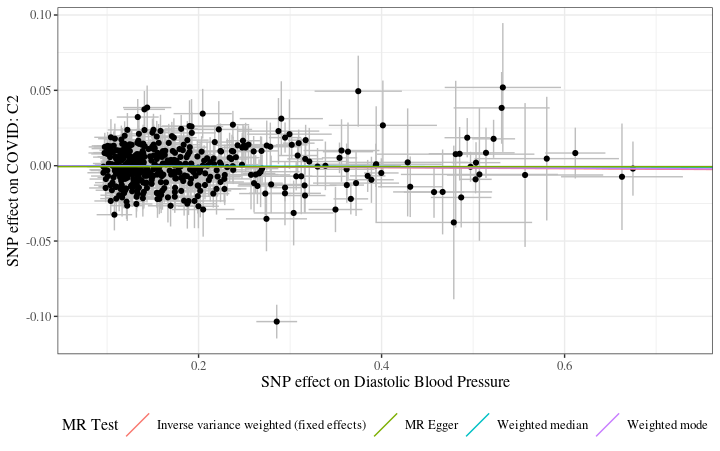 0.10
0.05
0.00
-0.05
-0.10
SNP effect on COVID: C2
0.2
0.4
0.6
SNP effect on Diastolic Blood Pressure
MR Test
Inverse variance weighted (fixed effects)
MR Egger
Weighted median
Weighted mode